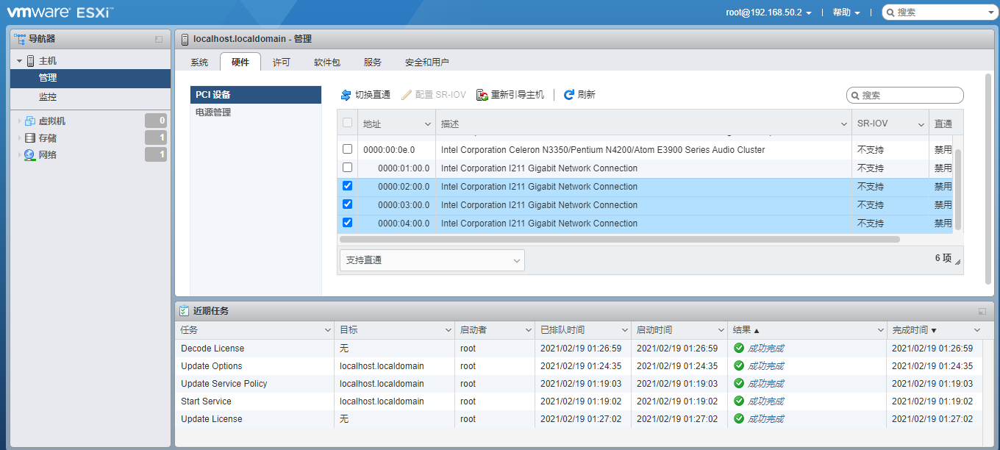 vmware ESXi™
root@192.168.50.2 | 帮助 | 搜索
导航器
主机
管理
监控
虚拟机 0
存储 1
网络 1
localhost.localdomain - 管理
系统 硬件 许可 软件包 服务 安全和用户
PCI 设备
电源管理
切换直通 配置 SR-IOV 重新引导主机 刷新 搜索
地址 描述 SR-IOV 直通
0000:00:0e.0 Intel Corporation Celeron N3350/Pentium N4200/Atom E3900 Series Audio Cluster 不支持 禁用
0000:01:00.0 Intel Corporation I211 Gigabit Network Connection 不支持 禁用
0000:02:00.0 Intel Corporation I211 Gigabit Network Connection 不支持 禁用
0000:03:00.0 Intel Corporation I211 Gigabit Network Connection 不支持 禁用
0000:04:00.0 Intel Corporation I211 Gigabit Network Connection 不支持 禁用
支持直通 6 项
近期任务
任务 目标 启动者 已排队时间 启动时间 结果▲ 完成时间▼
Decode License 无 root 2021/02/19 01:26:59 2021/02/19 01:26:59 成功完成 2021/02/19 01:26:59
Update Options localhost.localdomain root 2021/02/19 01:24:35 2021/02/19 01:24:35 成功完成 2021/02/19 01:24:35
Update Service Policy localhost.localdomain root 2021/02/19 01:19:03 2021/02/19 01:19:03 成功完成 2021/02/19 01:19:03
Start Service localhost.localdomain root 2021/02/19 01:19:02 2021/02/19 01:19:02 成功完成 2021/02/19 01:19:02
Update License 无 root 2021/02/19 01:27:02 2021/02/19 01:27:02 成功完成 2021/02/19 01:27:02